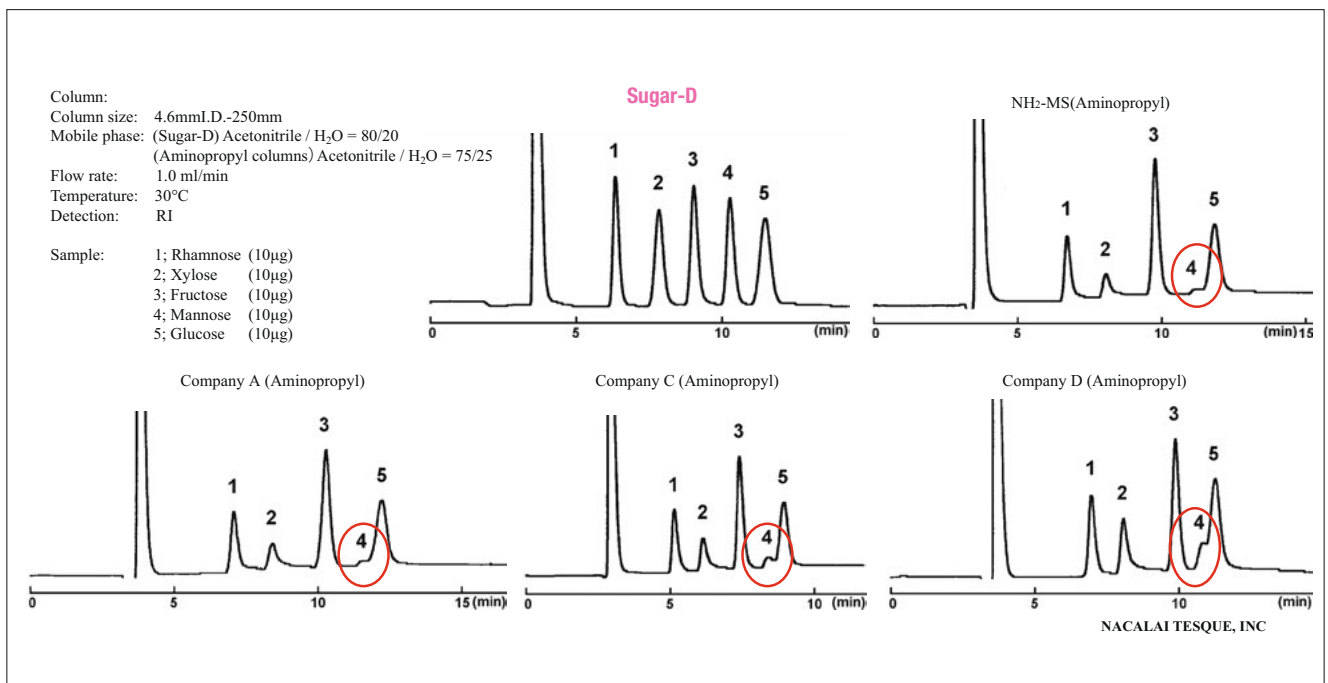 Column:
Column size: 4.6mmI.D.-250mm
Mobile phase: (Sugar-D) Acetonitrile / H₂O = 80/20
(Aminopropyl columns) Acetonitrile / H₂O = 75/25
Flow rate: 1.0 ml/min
Temperature: 30°C
Detection: RI
Sample: 1; Rhamnose (10μg)
2; Xylose (10μg)
3; Fructose (10μg)
4; Mannose (10μg)
5; Glucose (10μg)
Sugar-D
1 2 3 4 5
0 5 10 (min)
NH₂-MS(Aminopropyl)
1 2 3 4 5
0 5 10 (min) 15
Company A (Aminopropyl)
1 2 3 4 5
0 5 10 15 (min)
Company C (Aminopropyl)
1 2 3 4 5
0 5 10 (min)
Company D (Aminopropyl)
1 2 3 4 5
0 5 10 (min)
NACALAI TESQUE, INC